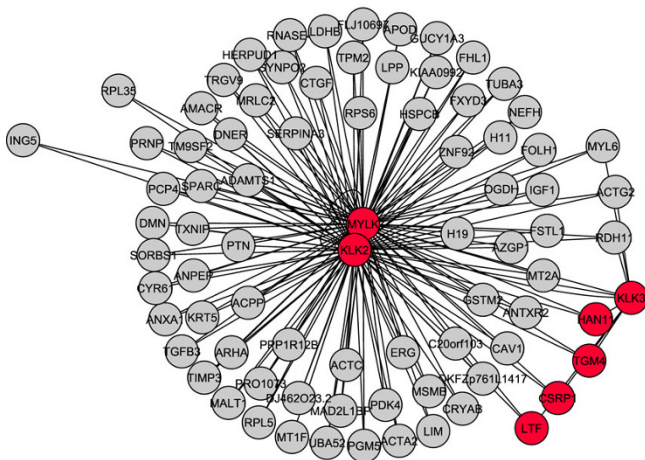 RNASE
LDHB
FLJ10697
APOD
GUCY1A3
HERPUD1
SYNPO2
TPM2
LPP
KIAA0992
FHL1
TRGV9
MRLC2
CTGF
FXYD3
TUBA3
RPL35
AMACR
SERPINA3
RPS6
HSPCB
NEFH
ING5
PRNP
DNER
TM9SF2
ZNF92
H11
FOLH1
MYL6
PCP4
SPARC
ADAMTS1
OGDH
IGF1
ACTG2
DMN
TXNIP
MYLK
H19
FSTL1
RDH11
SORBS1
PTN
KLK2
AZGP1
CYR6
ANPEP
MT2A
ANXA1
KRT5
ACPP
GSTM2
ANTXR2
KLK3
HAN11
TGFB3
ARHA
PPP1R12B
C20orf103
CAV1
TIMP3
PRO1073
ACTC
ERG
DKFZp761L1417
TGM4
MALT1
DJ462O23.2
MAD2L1BP
PDK4
MSMB
CRYAB
CSRP1
RPL5
MT1F
UBA52
PGM5
ACTA2
LIM
LTF